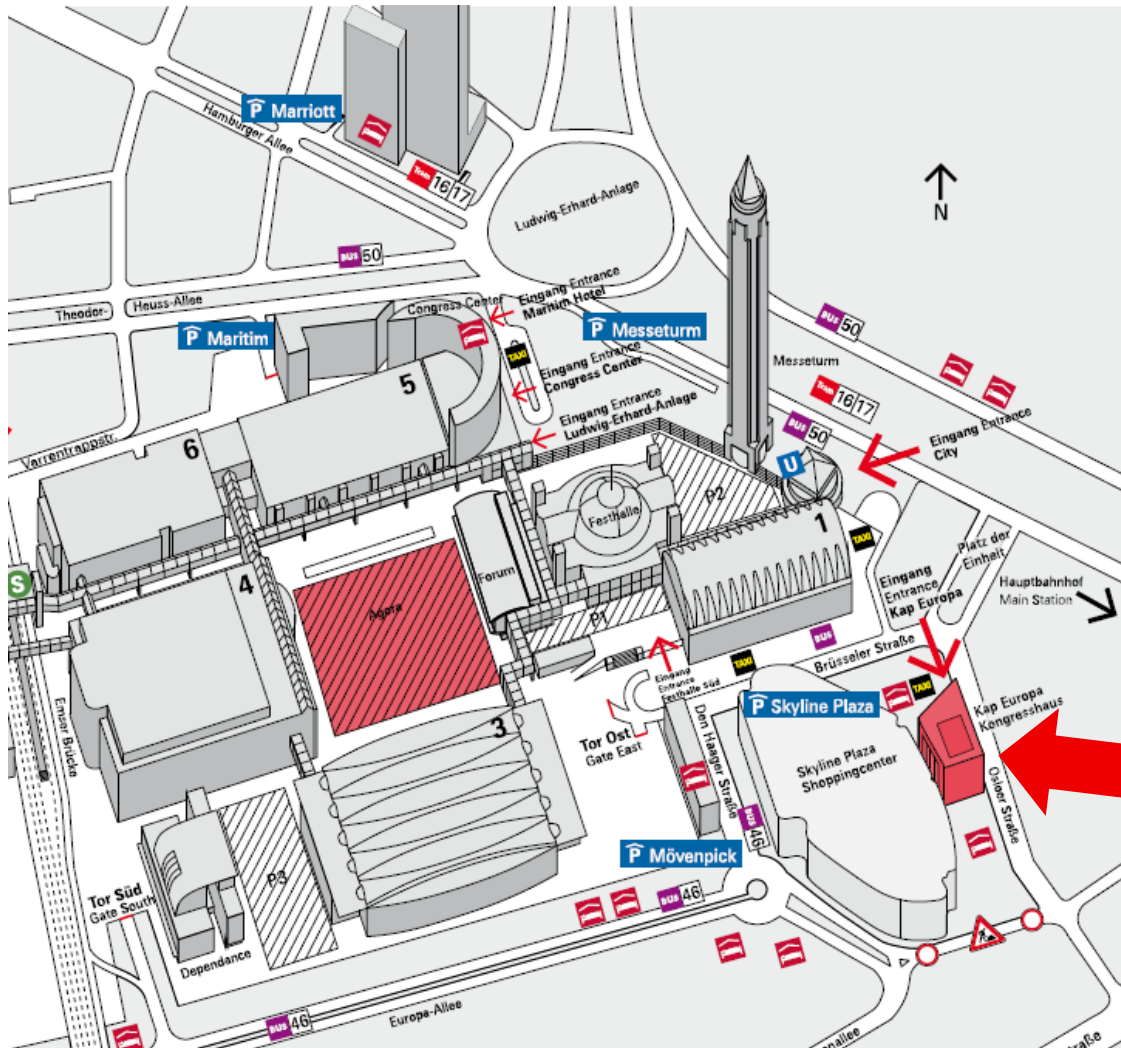 P Marriott
Hamburger Allee
Tram 16 17
Ludwig-Erhard-Anlage
N
BUS 50
Theodor-
Heuss-Allee
Congress Center
Eingang Entrance
Maritim Hotel
P Maritim
P Messeturm
BUS 50
TAXI
Eingang Entrance
Congress Center
Messeturm
5
Tram 16 17
Eingang Entrance
Ludwig-Erhard-Anlage
BUS 50
Eingang Entrance
City
Varrentrappstr.
6
U
P2
Festhalle
1
TAXI
Platz der
Einheit
S
4
Forum
Eingang
Entrance
Kap Europa
Hauptbahnhof
Main Station
Agora
P1
BUS
Brüsseler Straße
TAXI
Eingang
Entrance
Festhalle Süd
TAXI
P Skyline Plaza
Kap Europa
Kongresshaus
Emser Brücke
3
Tor Ost
Gate East
Den Haager Straße
Skyline Plaza
Shoppingcenter
Osloer Straße
BUS 46
P Mövenpick
P3
Tor Süd
Gate South
BUS 46
Dependance
BUS 46
Europa-Allee
enallee
straße